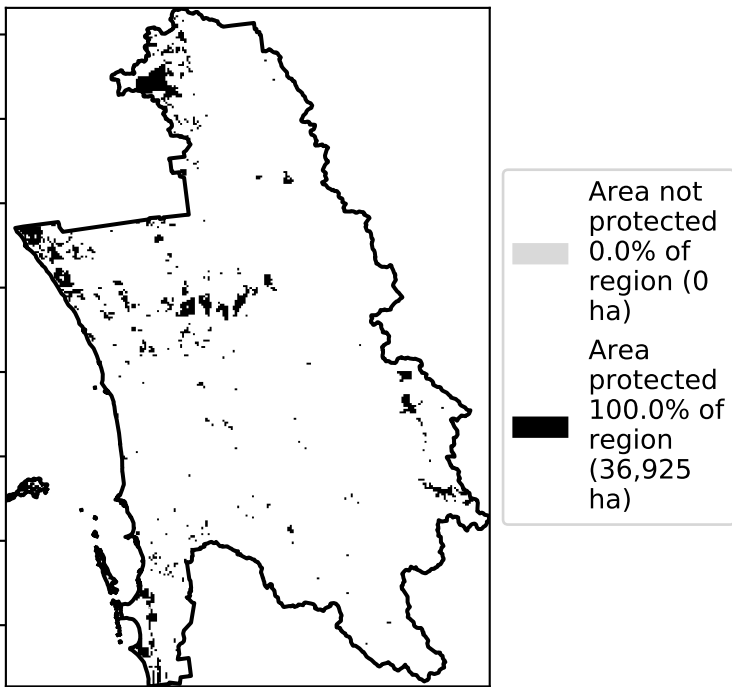 Area not
protected
0.0% of
region (0
ha)
Area
protected
100.0% of
region
(36,925
ha)